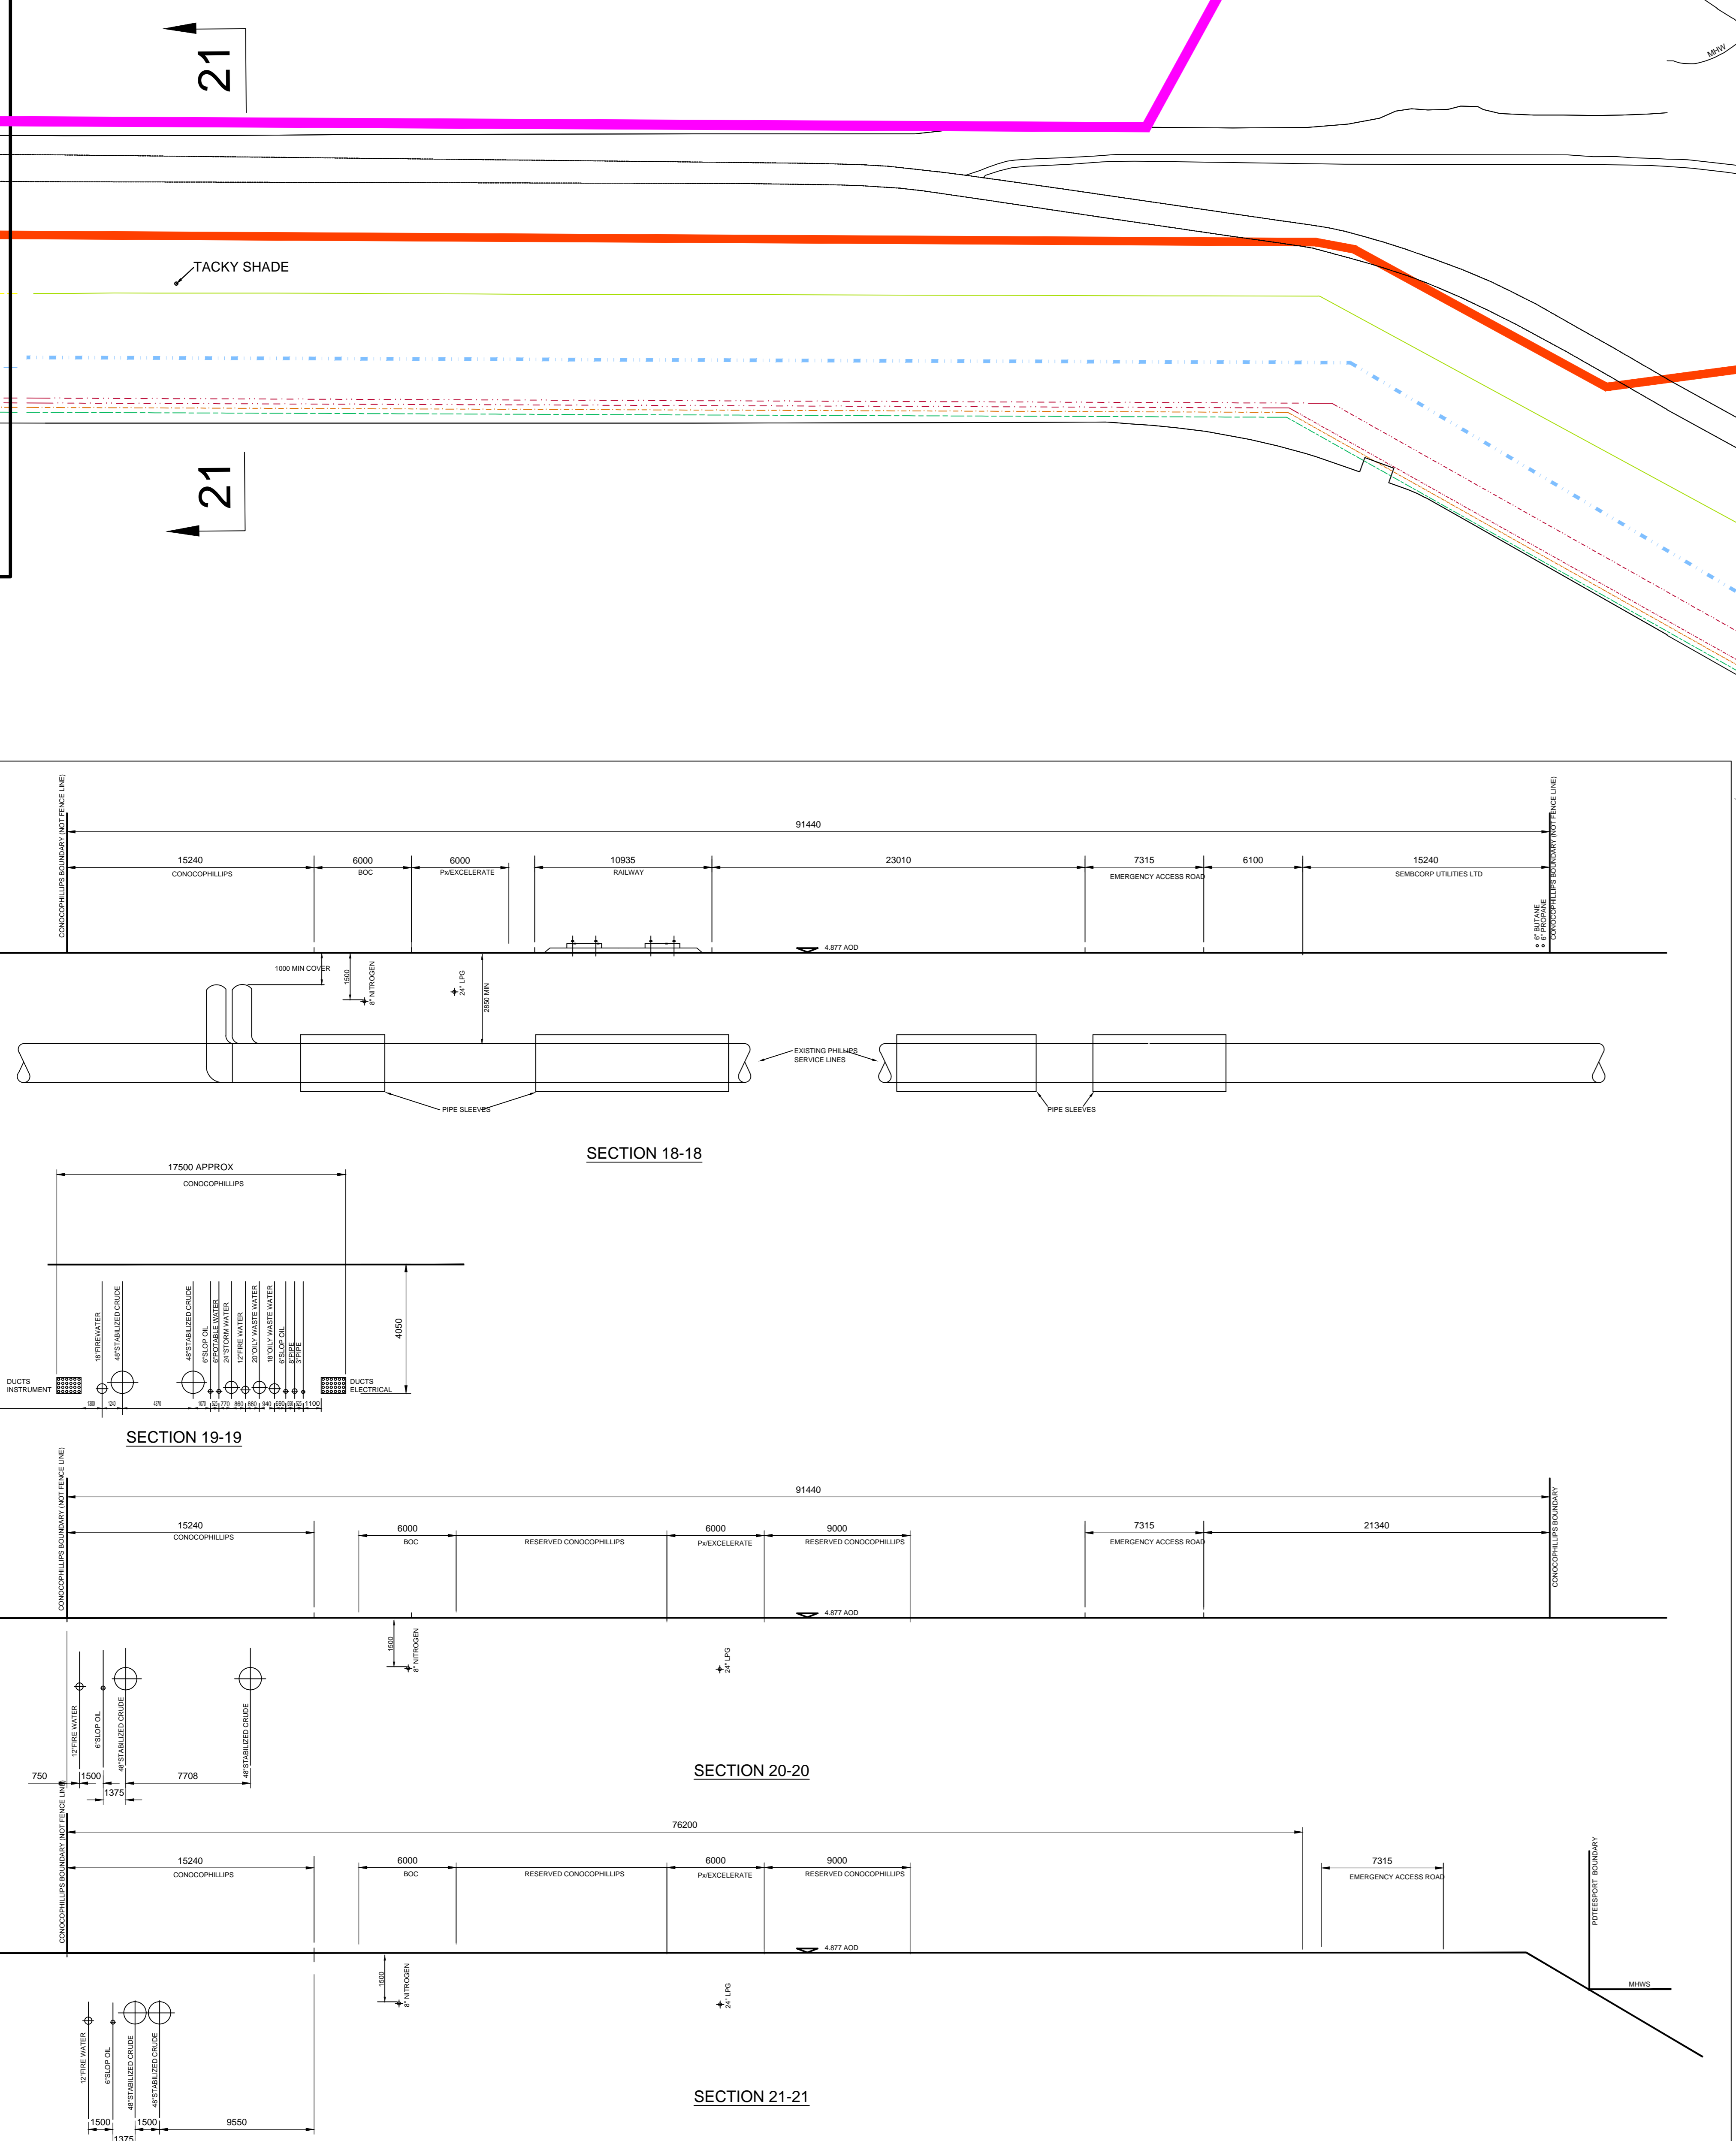 21
MHW
TACKY SHADE
21
CONOCOPHILLIPS BOUNDARY (NOT FENCE LINE)
91440
15240
CONOCOPHILLIPS
6000
BOC
6000
Px/EXCELERATE
10935
RAILWAY
23010
7315
EMERGENCY ACCESS ROAD
6100
15240
SEMBCORP UTILITIES LTD
6" BUTANE
6" PROPANE
CONOCOPHILLIPS BOUNDARY (NOT FENCE LINE)
4.877 AOD
1000 MIN COVER
1500
8" NITROGEN
24" LPG
2850 MIN
EXISTING PHILLIPS
SERVICE LINES
PIPE SLEEVES
PIPE SLEEVES
SECTION 18-18
17500 APPROX
CONOCOPHILLIPS
18"FIREWATER
48"STABILIZED CRUDE
48"STABILIZED CRUDE
6"SLOP OIL
6"POTABLE WATER
24"STORM WATER
12"FIRE WATER
20"OILY WASTE WATER
18"OILY WASTE WATER
6"SLOP OIL
8"PIPE
3"PIPE
4050
DUCTS
INSTRUMENT
DUCTS
ELECTRICAL
1300
1240
4370
1070
520
770
860
860
940
690
550
520
1100
SECTION 19-19
CONOCOPHILLIPS BOUNDARY (NOT FENCE LINE)
91440
15240
CONOCOPHILLIPS
6000
BOC
RESERVED CONOCOPHILLIPS
6000
Px/EXCELERATE
9000
RESERVED CONOCOPHILLIPS
7315
EMERGENCY ACCESS ROAD
21340
CONOCOPHILLIPS BOUNDARY
4.877 AOD
1500
8" NITROGEN
24" LPG
12"FIRE WATER
6"SLOP OIL
48"STABILIZED CRUDE
48"STABILIZED CRUDE
750
1500
1375
7708
SECTION 20-20
CONOCOPHILLIPS BOUNDARY (NOT FENCE LINE)
76200
15240
CONOCOPHILLIPS
6000
BOC
RESERVED CONOCOPHILLIPS
6000
Px/EXCELERATE
9000
RESERVED CONOCOPHILLIPS
7315
EMERGENCY ACCESS ROAD
PDTEESPORT BOUNDARY
4.877 AOD
MHWS
1500
8" NITROGEN
24" LPG
12"FIRE WATER
6"SLOP OIL
48"STABILIZED CRUDE
48"STABILIZED CRUDE
1500
1375
1500
9550
SECTION 21-21